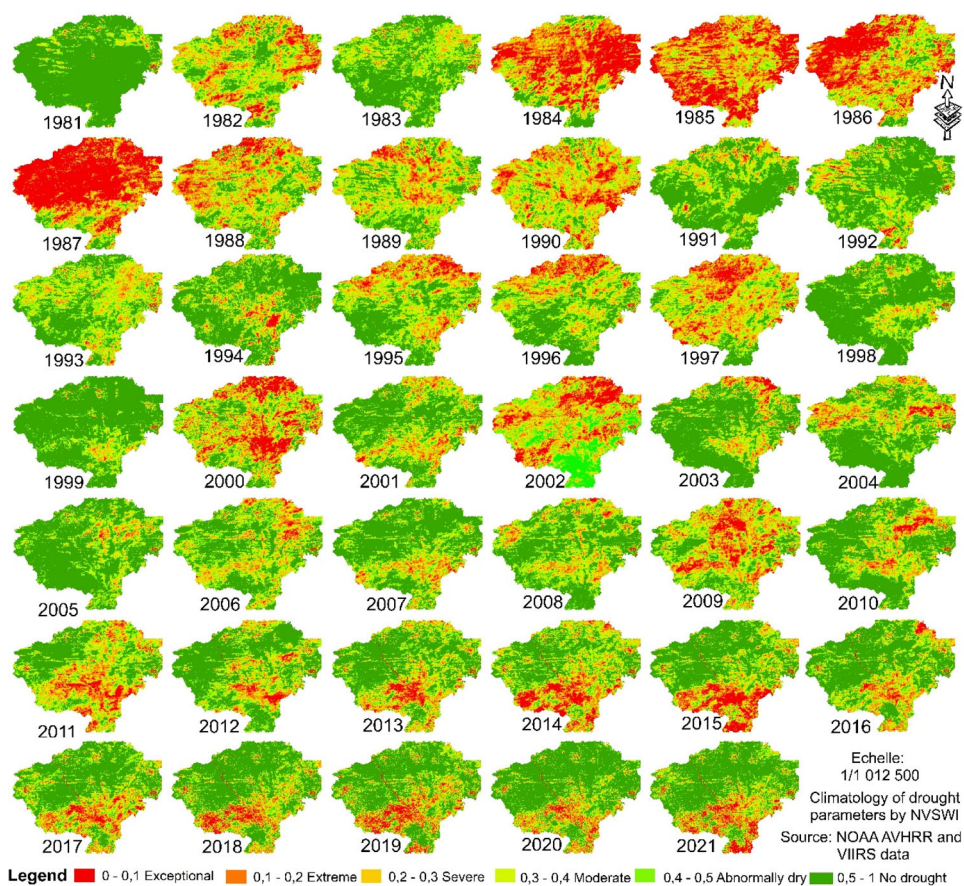 1981 1982 1983 1984 1985 1986
N
1987 1988 1989 1990 1991 1992
1993 1994 1995 1996 1997 1998
1999 2000 2001 2002 2003 2004
2005 2006 2007 2008 2009 2010
2011 2012 2013 2014 2015 2016
2017 2018 2019 2020 2021
Echelle:
1/1 012 500
Climatology of drought
parameters by NVSWI
Source: NOAA AVHRR and
VIIRS data
Legend 0 - 0,1 Exceptional 0,1 - 0,2 Extreme 0,2 - 0,3 Severe 0,3 - 0,4 Moderate 0,4 - 0,5 Abnormally dry 0,5 - 1 No drought